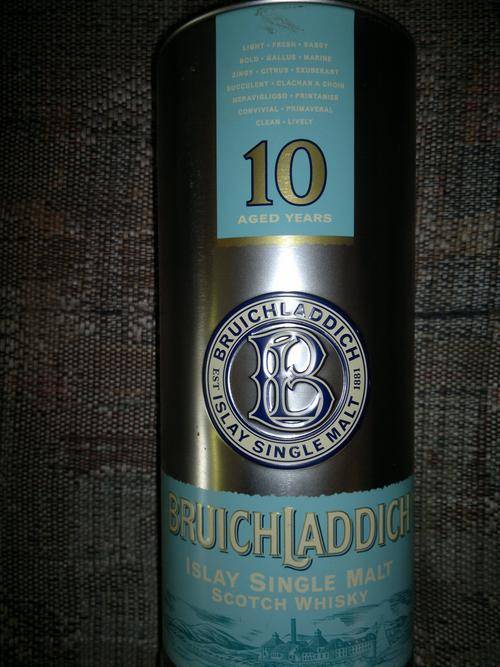 LIGHT • FRESH • SASSY
BOLD • GALLUS • MARINE
ZINGY • CITRUS • EXUBERANT
SUCCULENT • CLACHAN A CHOIN
MERAVIGLIOSO • PRINTANIER
CONVIVIAL • PRIMAVERAL
CLEAN • LIVELY
10
AGED YEARS
BRUICHLADDICH
EST 1881
B
ISLAY SINGLE MALT
BRUICHLADDICH
ISLAY SINGLE MALT
SCOTCH WHISKY